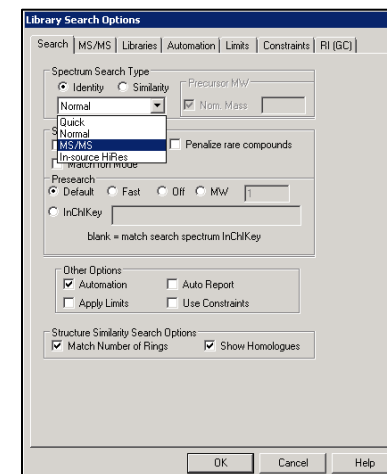 Library Search Options
Search MS/MS Libraries Automation Limits Constraints RI (GC)
Spectrum Search Type
Identity Similarity
Precursor MW
Normal
Nom. Mass
Quick
Normal
MS/MS
In-source HiRes
Penalize rare compounds
Match Ion Mode
Presearch
Default Fast Off MW 1
InChIKey
blank = match search spectrum InChIKey
Other Options
Automation Auto Report
Apply Limits Use Constraints
Structure Similarity Search Options
Match Number of Rings Show Homologues
OK Cancel Help